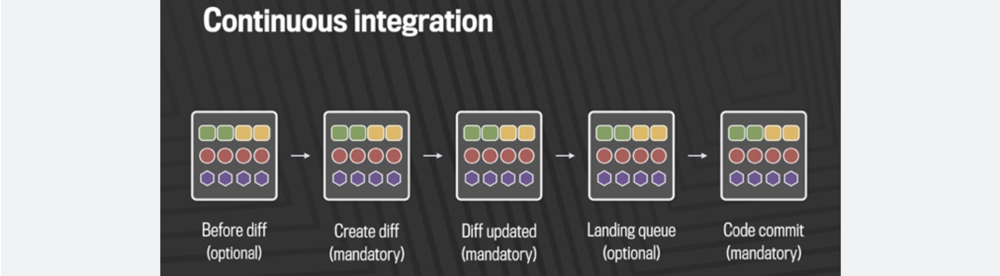 Continuous integration
Before diff
(optional)
Create diff
(mandatory)
Diff updated
(mandatory)
Landing queue
(optional)
Code commit
(mandatory)